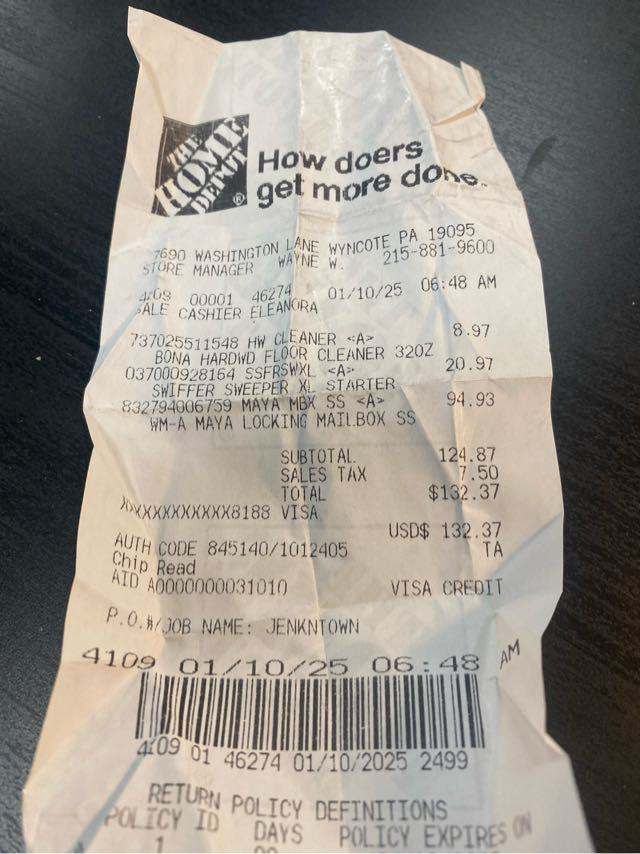 THE
HOME
DEPOT
®
How doers
get more done.
7690 WASHINGTON LANE WYNCOTE PA 19095
STORE MANAGER WAYNE W. 215-881-9600
4109 00001 46274 01/10/25 06:48 AM
SALE CASHIER ELEANORA
737025511548 HW CLEANER <A> 8.97
BONA HARDWD FLOOR CLEANER 32OZ
037000928164 SSFRSWXL <A> 20.97
SWIFFER SWEEPER XL STARTER
832794006759 MAYA MBX SS <A> 94.93
WM-A MAYA LOCKING MAILBOX SS
SUBTOTAL 124.87
SALES TAX 7.50
TOTAL $132.37
XXXXXXXXXXXX8188 VISA
USD$ 132.37
AUTH CODE 845140/1012405 TA
Chip Read
AID A0000000031010 VISA CREDIT
P.O.#/JOB NAME: JENKNTOWN
4109 01/10/25 06:48 AM
4109 01 46274 01/10/2025 2499
RETURN POLICY DEFINITIONS
POLICY ID DAYS POLICY EXPIRES ON
1